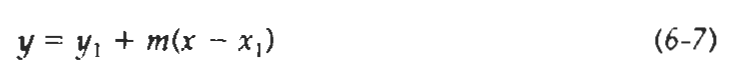 y = y₁ + m(x − x₁) (6-7)